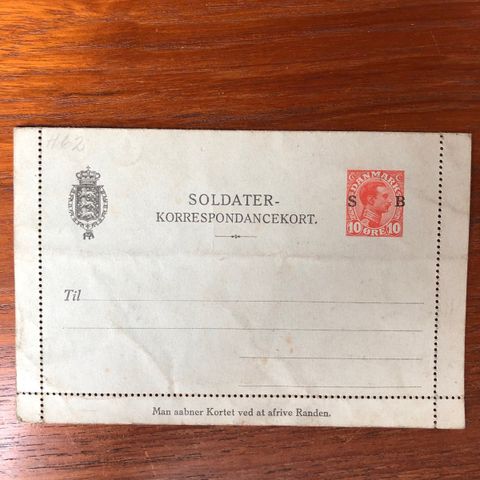 H62
SOLDATER-
KORRESPONDANCEKORT.
DANMARK
S B
10 ØRE 10
Til
Man aabner Kortet ved at afrive Randen.